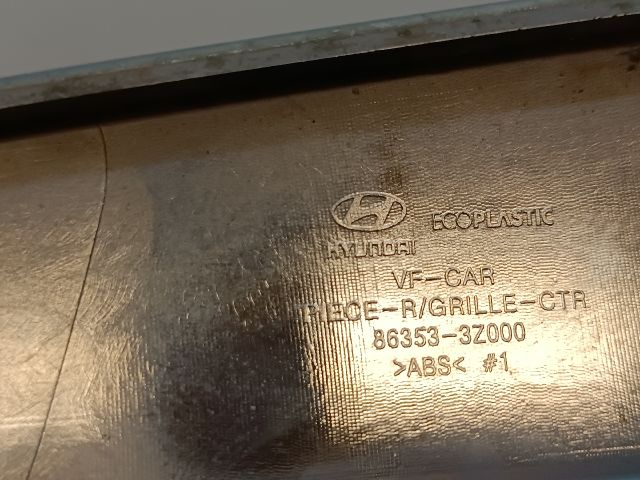 HYUNDAI ECOPLASTIC
VF-CAR
PIECE-R/GRILLE-CTR
86353-3Z000
>ABS< #1